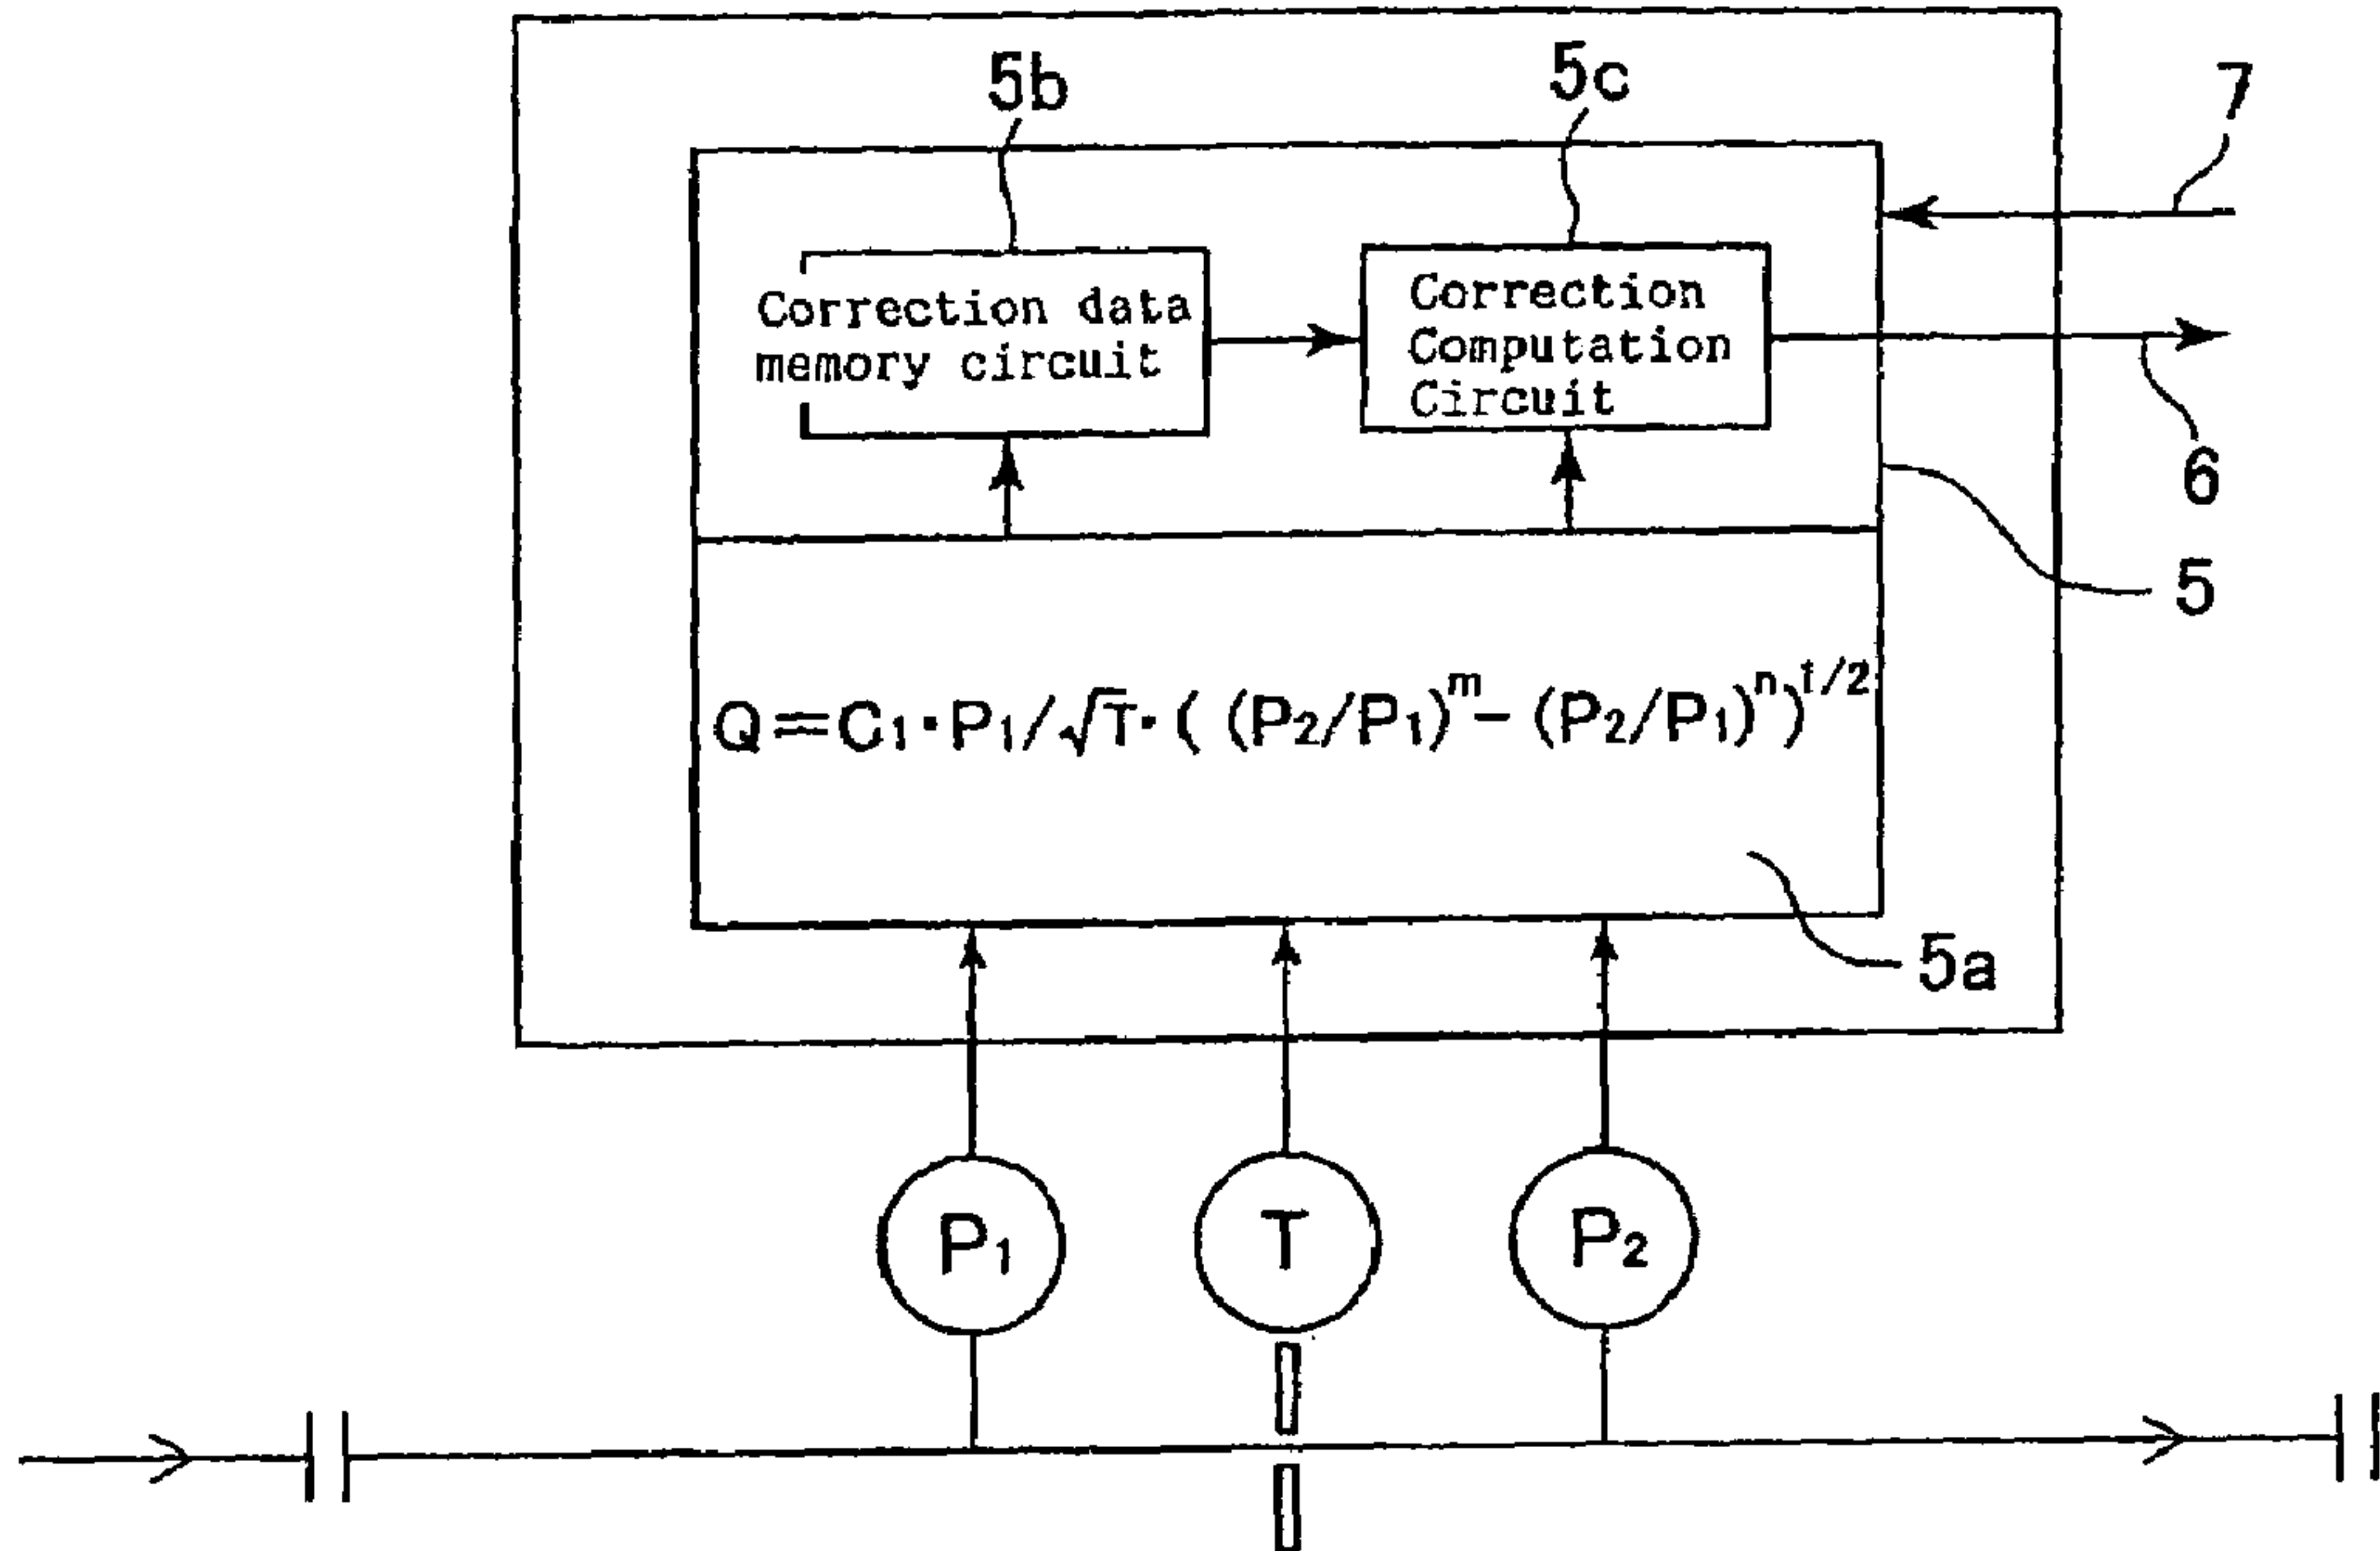 5b
5c
7
Correction data
memory circuit
Correction
Computation
Circuit
6
5
Q=C₁·P₁/√T·((P₂/P₁)ᵐ−(P₂/P₁)ⁿ)¹/²
5a
P₁
T
P₂